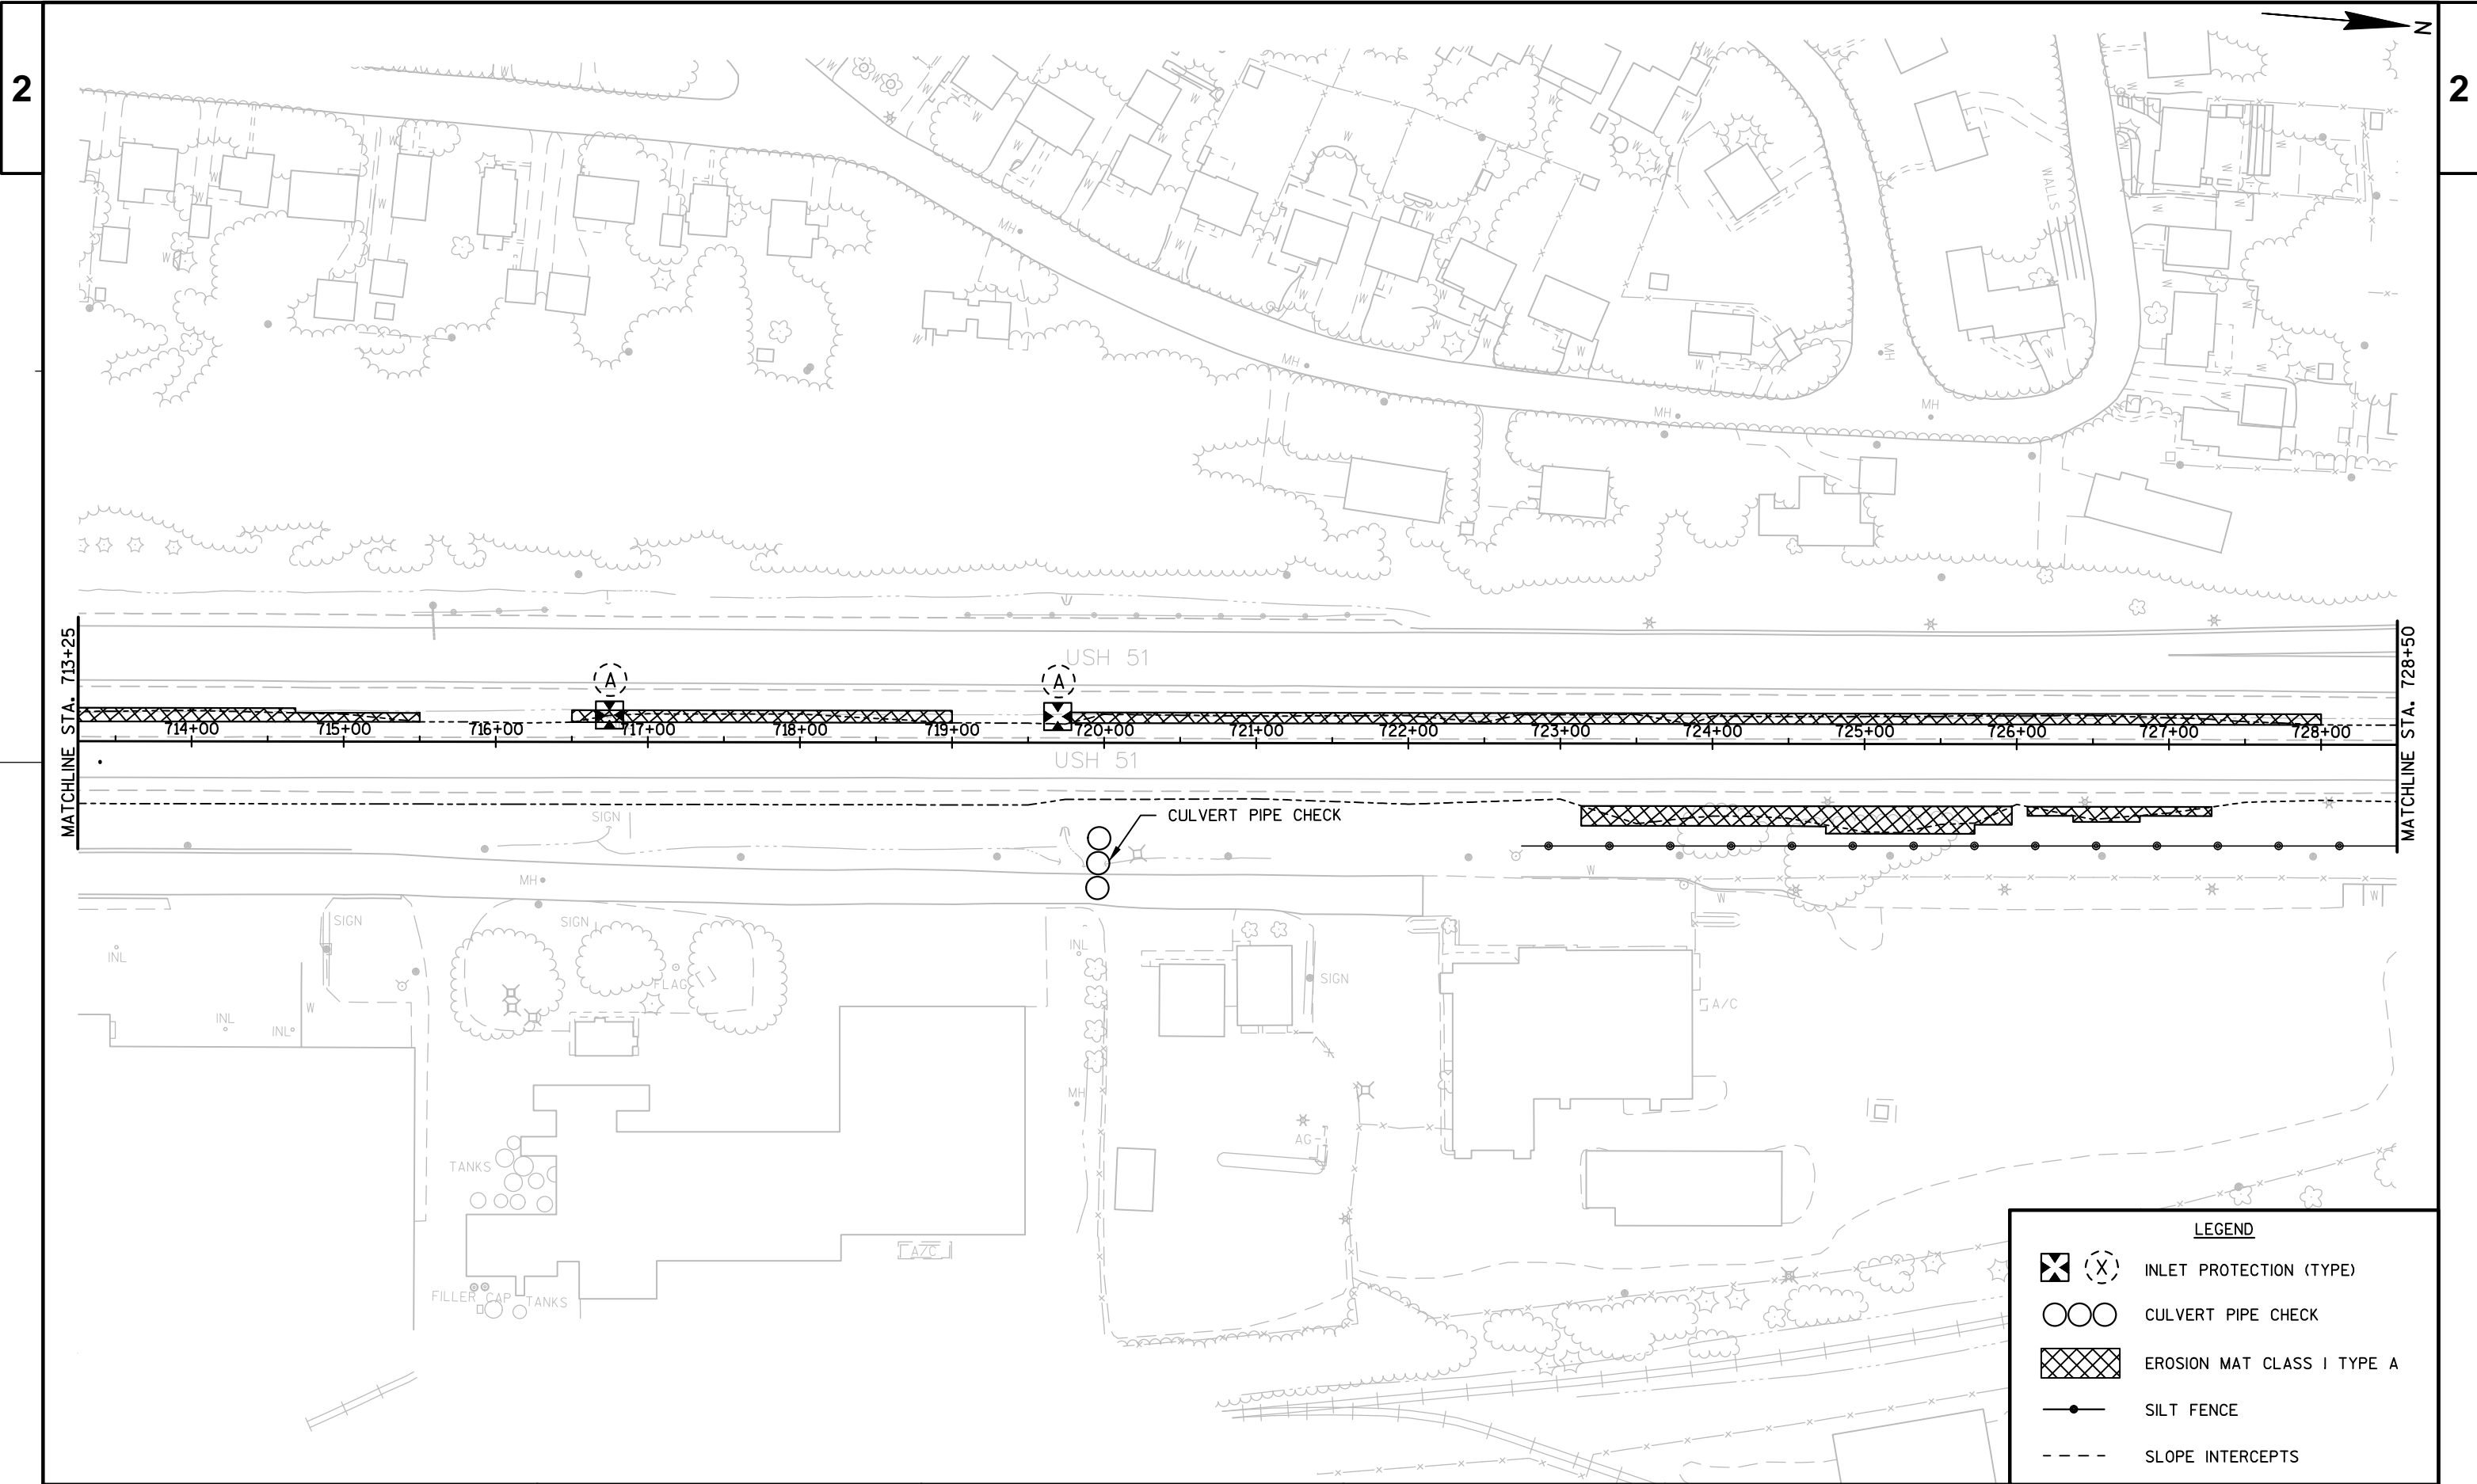 2
2
N
W
W
W
W
W
W
W
W
W
W
W
WALLS
MH
MH
MH
MH
MH
USH 51
MATCHLINE STA. 713+25
MATCHLINE STA. 728+50
A
A
714+00 715+00 716+00 717+00 718+00 719+00 720+00 721+00 722+00 723+00 724+00 725+00 726+00 727+00 728+00
USH 51
CULVERT PIPE CHECK
SIGN
MH
W
W
W
SIGN
SIGN
INL
INL
SIGN
FLAG
A/C
W
INL
INL
MH
AG
TANKS
A/C
FILLER CAP
TANKS
LEGEND
X INLET PROTECTION (TYPE)
CULVERT PIPE CHECK
EROSION MAT CLASS I TYPE A
SILT FENCE
SLOPE INTERCEPTS